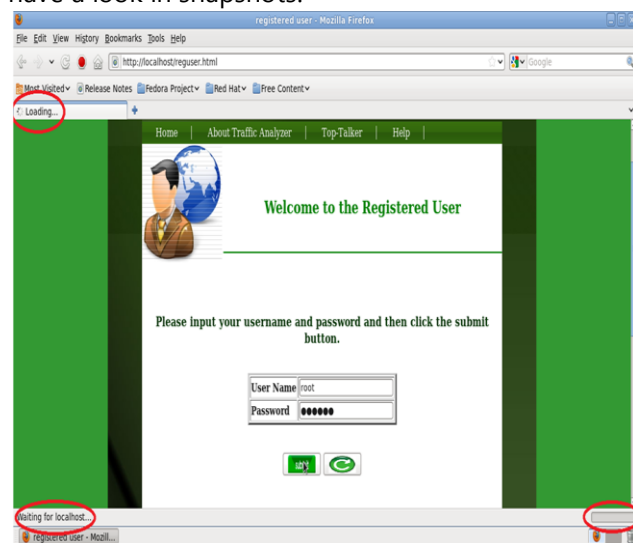 have a look in snapshots.
registered user - Mozilla Firefox
File Edit View History Bookmarks Tools Help
http://localhost/reguser.html
Google
Most Visited Release Notes Fedora Project Red Hat Free Content
Loading...
Home | About Traffic Analyzer | Top-Talker | Help |
Welcome to the Registered User
Please input your username and password and then click the submit
button.
User Name root
Password ●●●●●●
Waiting for localhost...
registered user - Mozill...